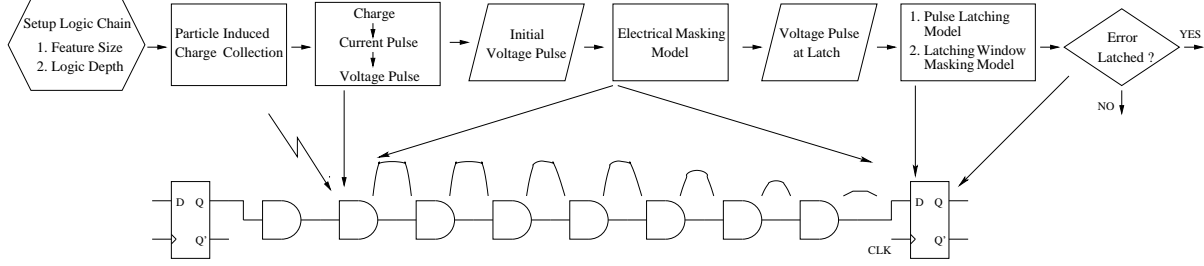 Setup Logic Chain
1. Feature Size
2. Logic Depth
Particle Induced
Charge Collection
Charge
Current Pulse
Voltage Pulse
Initial
Voltage Pulse
Electrical Masking
Model
Voltage Pulse
at Latch
1. Pulse Latching
Model
2. Latching Window
Masking Model
Error
Latched ?
YES
NO
D Q
Q'
D Q
Q'
CLK